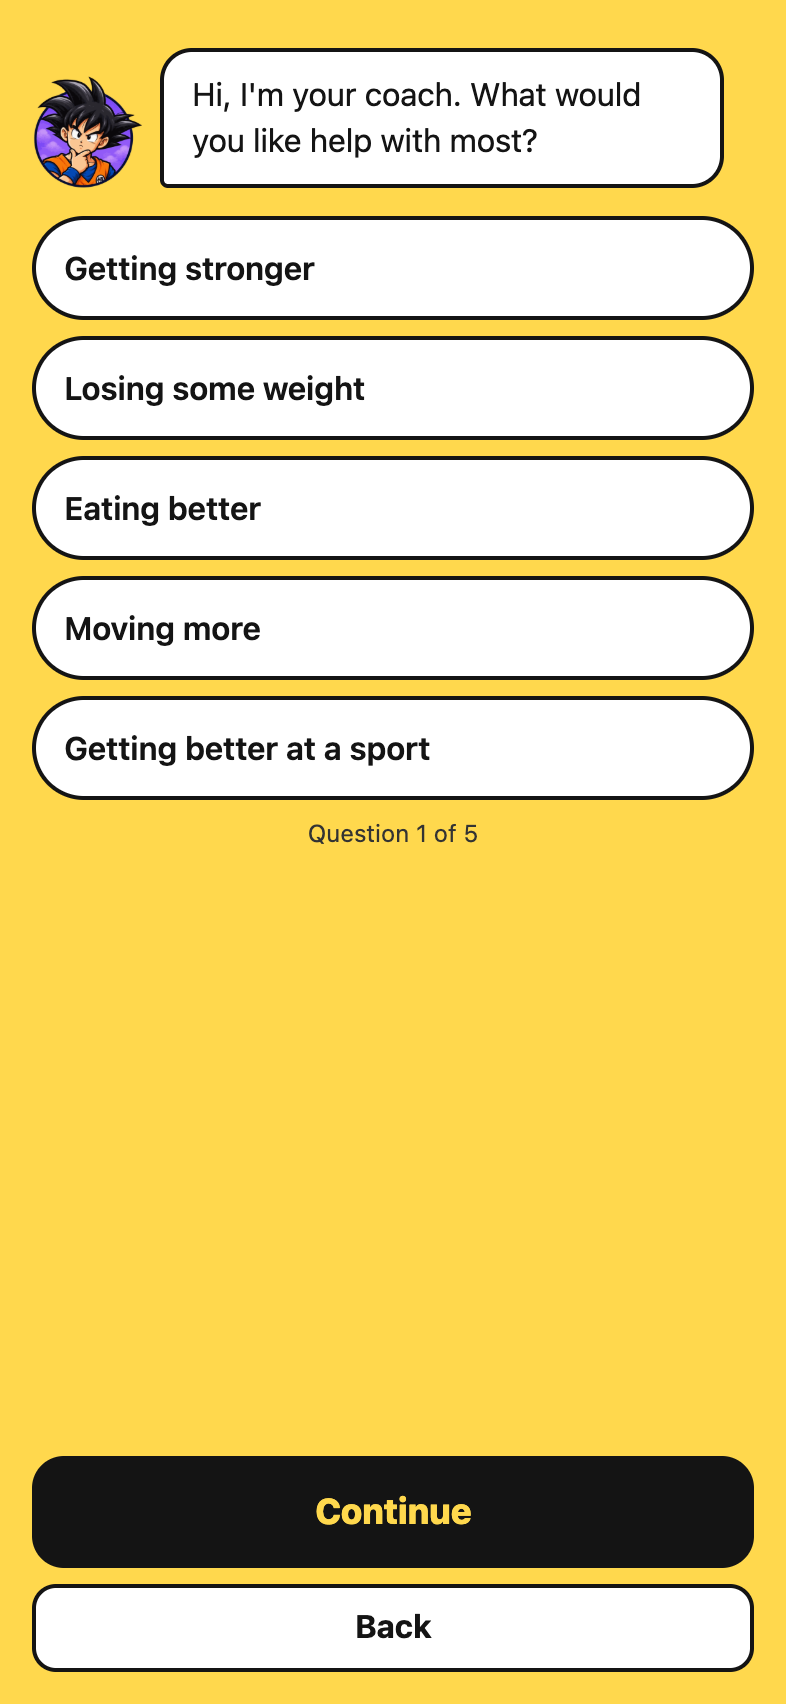 Hi, I'm your coach. What would
you like help with most?
Getting stronger
Losing some weight
Eating better
Moving more
Getting better at a sport
Question 1 of 5
Continue
Back